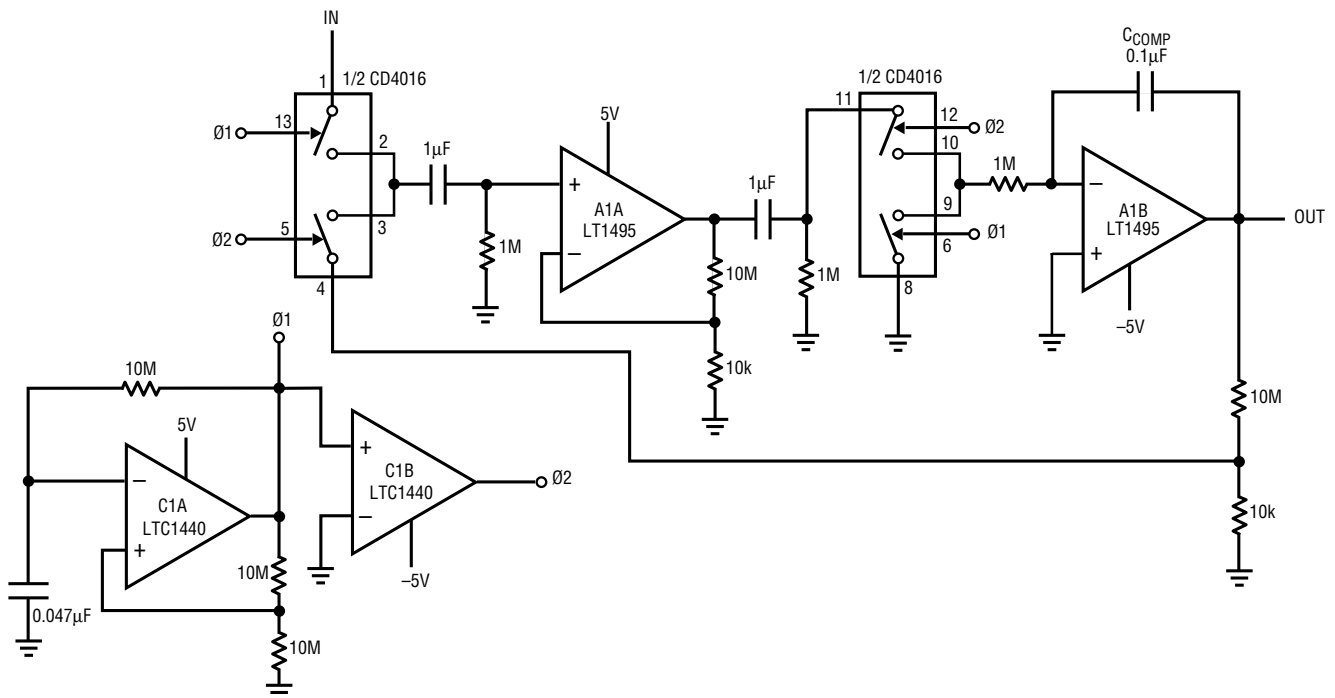 IN
1
1/2 CD4016
Ø1
13
2
3
Ø2
5
4
1µF
1M
5V
+
A1A
LT1495
−
10M
10k
1µF
1M
1/2 CD4016
11
12
Ø2
10
9
Ø1
6
8
1M
CCOMP
0.1µF
−
A1B
LT1495
+
–5V
OUT
10M
10k
Ø1
10M
5V
−
C1A
LTC1440
+
0.047µF
10M
10M
+
C1B
LTC1440
−
–5V
Ø2